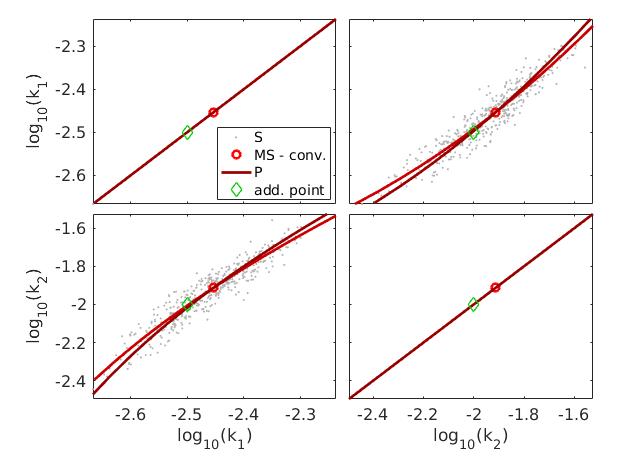 -2.3
-2.4
-2.5
-2.6
log10(k1)
S
MS - conv.
P
add. point
-1.6
-1.8
-2
-2.2
-2.4
log10(k2)
-2.6 -2.5 -2.4 -2.3
-2.4 -2.2 -2 -1.8 -1.6
log10(k1)
log10(k2)